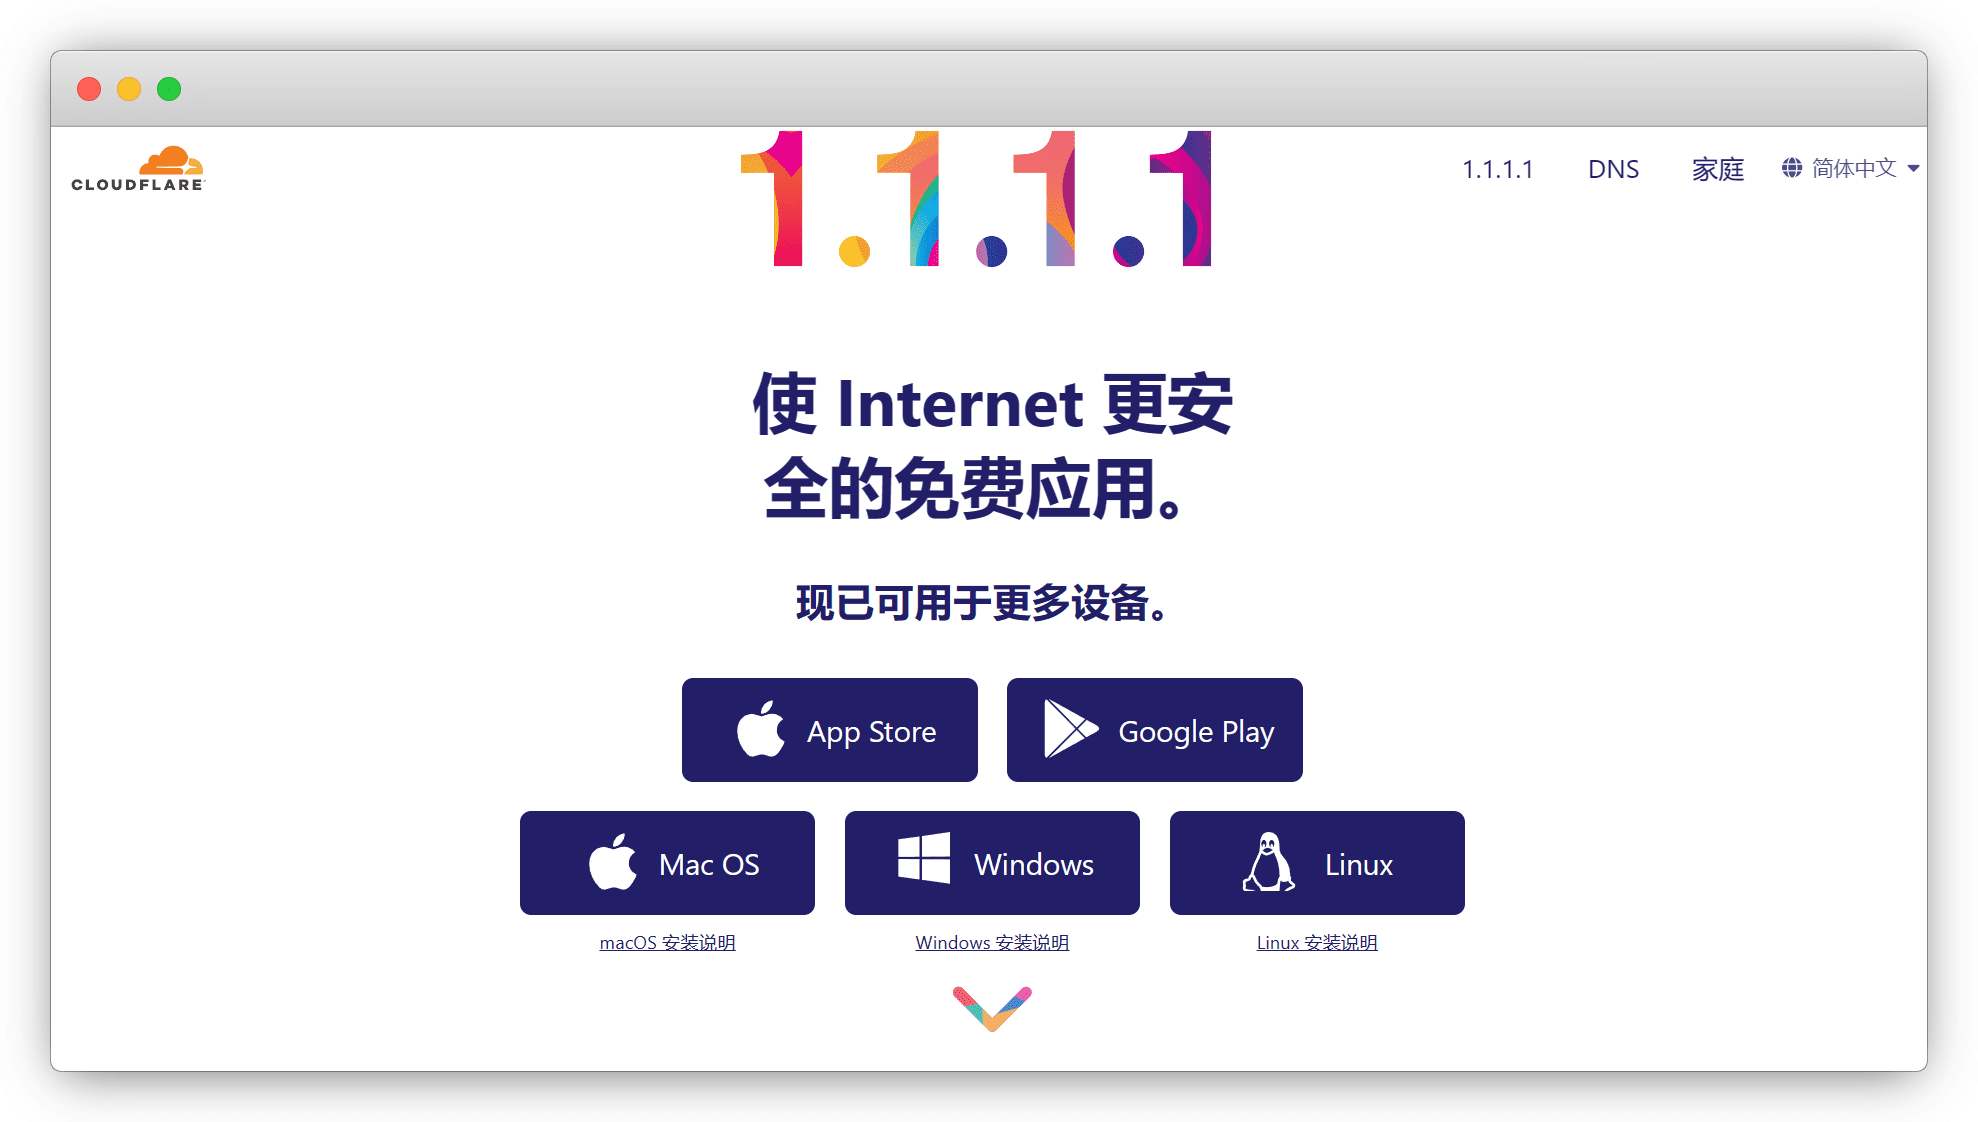 CLOUDFLARE
1.1.1.1
1.1.1.1
DNS
家庭
简体中文
使 Internet 更安
全的免费应用。
现已可用于更多设备。
App Store
Google Play
Mac OS
Windows
Linux
macOS 安装说明
Windows 安装说明
Linux 安装说明